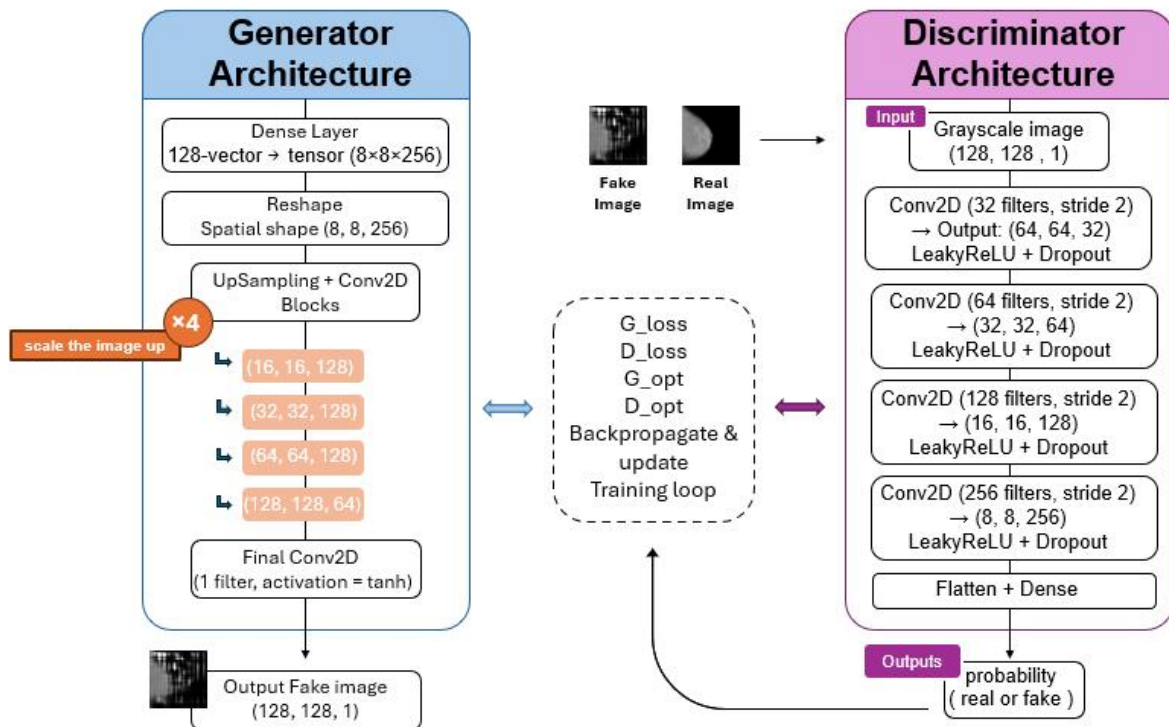 Generator
Architecture
Dense Layer
128-vector → tensor (8×8×256)
Reshape
Spatial shape (8, 8, 256)
UpSampling + Conv2D
Blocks
×4
scale the image up
(16, 16, 128)
(32, 32, 128)
(64, 64, 128)
(128, 128, 64)
Final Conv2D
(1 filter, activation = tanh)
Output Fake image
(128, 128, 1)
Fake
Image
Real
Image
G_loss
D_loss
G_opt
D_opt
Backpropagate &
update
Training loop
Discriminator
Architecture
Input
Grayscale image
(128, 128 , 1)
Conv2D (32 filters, stride 2)
→ Output: (64, 64, 32)
LeakyReLU + Dropout
Conv2D (64 filters, stride 2)
→ (32, 32, 64)
LeakyReLU + Dropout
Conv2D (128 filters, stride 2)
→ (16, 16, 128)
LeakyReLU + Dropout
Conv2D (256 filters, stride 2)
→ (8, 8, 256)
LeakyReLU + Dropout
Flatten + Dense
Outputs
probability
( real or fake )